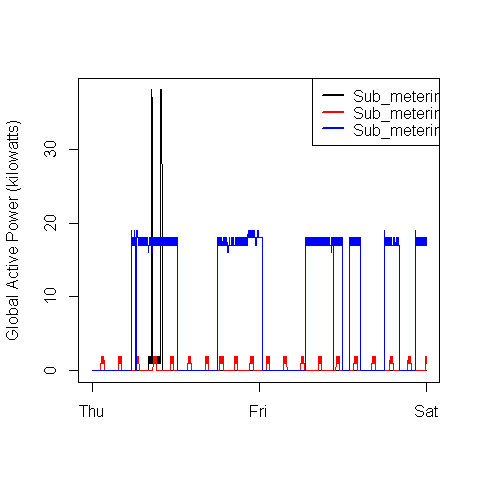 Sub_meterin
Sub_meterin
Sub_meterin
Global Active Power (kilowatts)
30
20
10
0
Thu
Fri
Sat